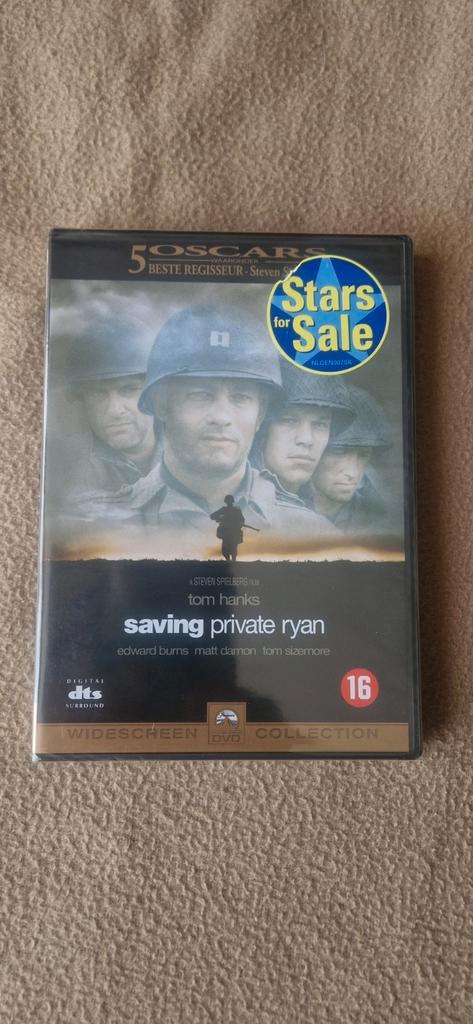 5 OSCARS
WAARONDER
BESTE REGISSEUR - Steven
Stars
for Sale
A STEVEN SPIELBERG FILM
tom hanks
saving private ryan
edward burns matt damon tom sizemore
DIGITAL
dts
SURROUND
16
WIDESCREEN DVD COLLECTION